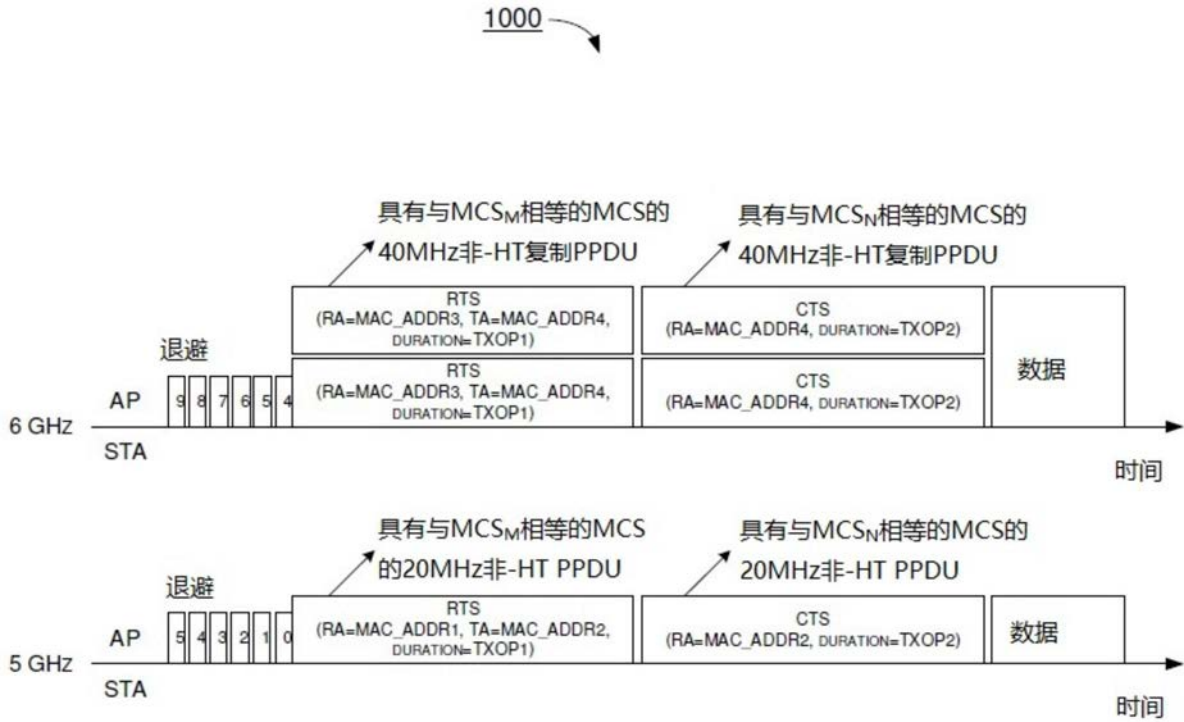 1000
具有与MCSM相等的MCS的
40MHz非-HT复制PPDU
具有与MCSN相等的MCS的
40MHz非-HT复制PPDU
RTS
(RA=MAC_ADDR3, TA=MAC_ADDR4,
DURATION=TXOP1)
CTS
(RA=MAC_ADDR4, DURATION=TXOP2)
退避
RTS
(RA=MAC_ADDR3, TA=MAC_ADDR4,
DURATION=TXOP1)
CTS
(RA=MAC_ADDR4, DURATION=TXOP2)
数据
AP
9 8 7 6 5 4
6 GHz
STA
时间
具有与MCSM相等的MCS
的20MHz非-HT PPDU
具有与MCSN相等的MCS的
20MHz非-HT PPDU
退避
RTS
(RA=MAC_ADDR1, TA=MAC_ADDR2,
DURATION=TXOP1)
CTS
(RA=MAC_ADDR2, DURATION=TXOP2)
数据
AP
5 4 3 2 1 0
5 GHz
STA
时间